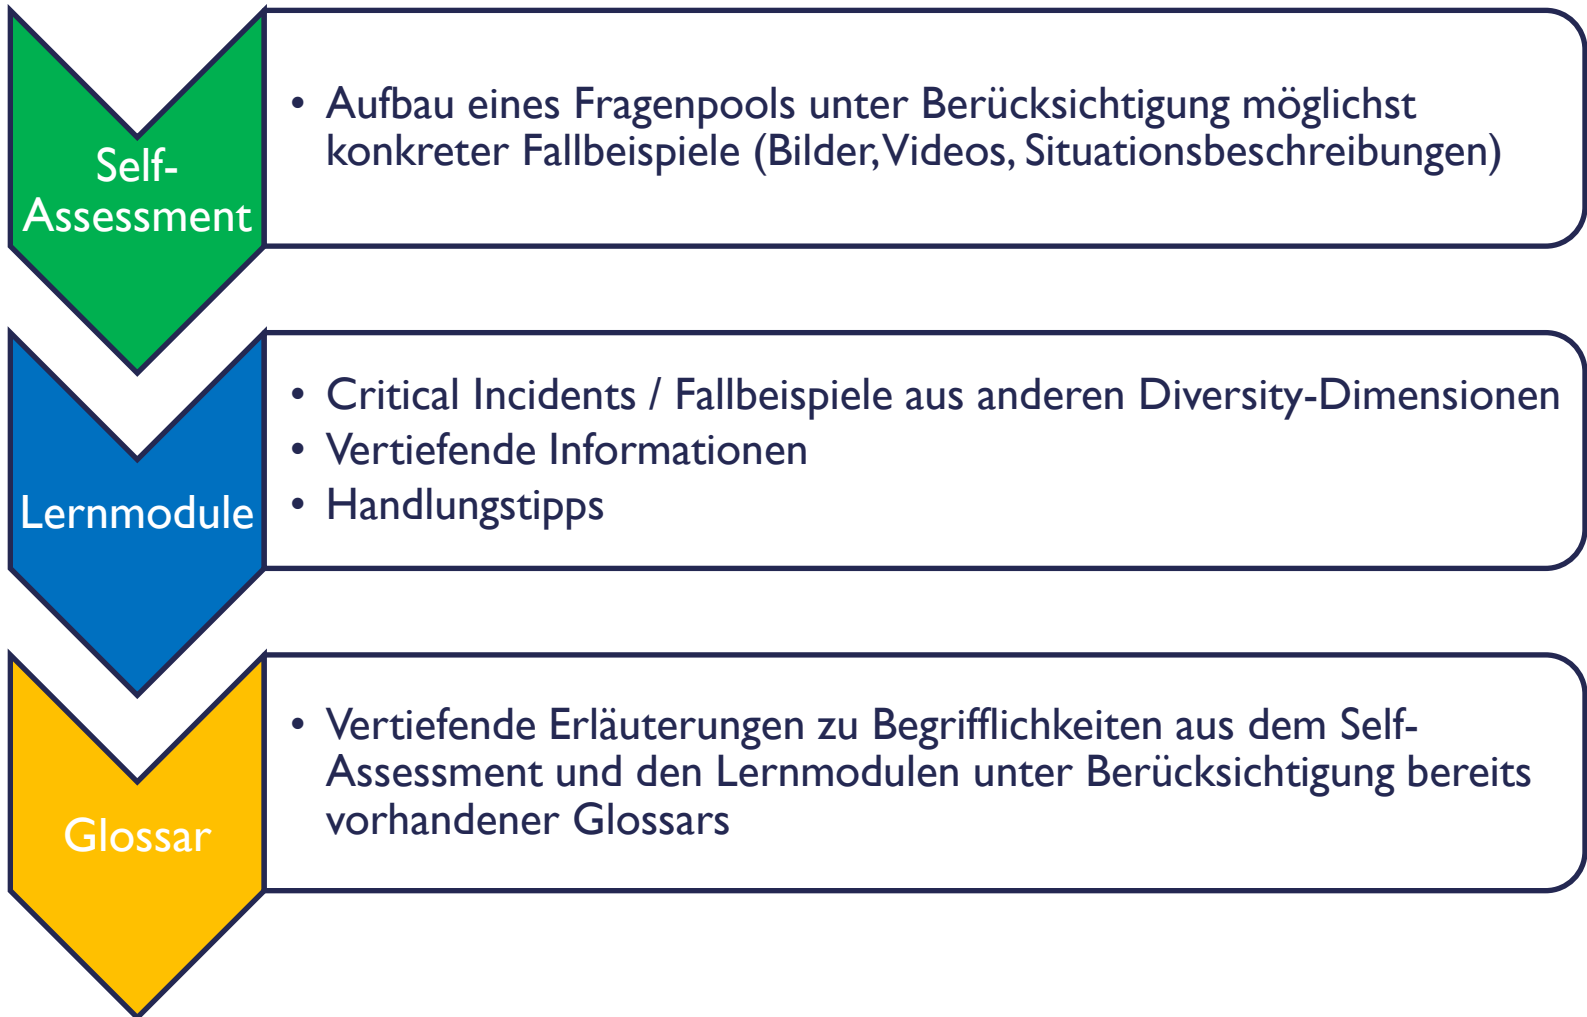 Self-
Assessment
• Aufbau eines Fragenpools unter Berücksichtigung möglichst
konkreter Fallbeispiele (Bilder, Videos, Situationsbeschreibungen)
Lernmodule
• Critical Incidents / Fallbeispiele aus anderen Diversity-Dimensionen
• Vertiefende Informationen
• Handlungstipps
Glossar
• Vertiefende Erläuterungen zu Begrifflichkeiten aus dem Self-
Assessment und den Lernmodulen unter Berücksichtigung bereits
vorhandener Glossars